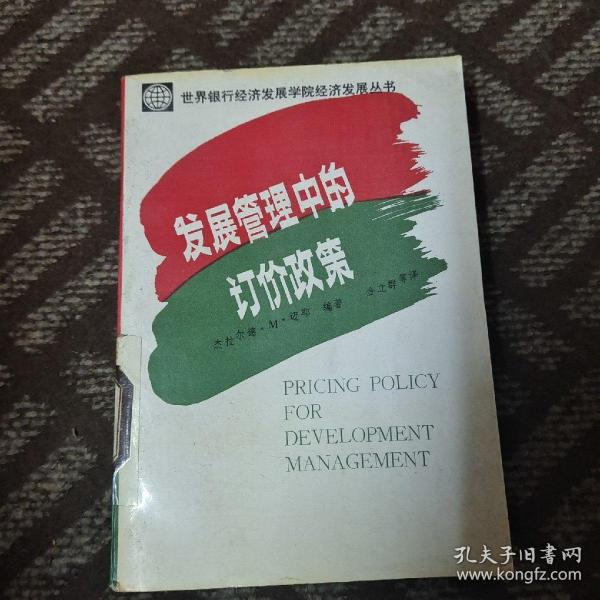 世界银行经济发展学院经济发展丛书
发展管理中的
订价政策
杰拉尔德·M·迈耶 编著 立群等译
PRICING POLICY
FOR
DEVELOPMENT
MANAGEMENT
孔夫子旧书网
www.kongfz.com